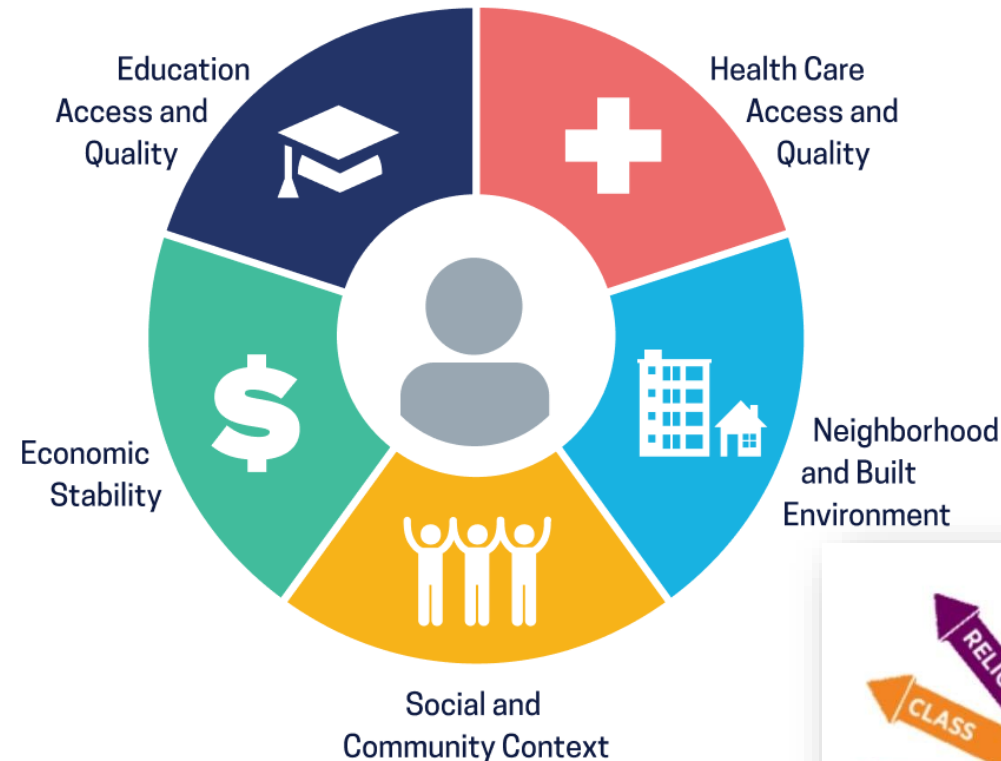 Education
Access and
Quality
Health Care
Access and
Quality
Economic
Stability
Neighborhood
and Built
Environment
Social and
Community Context
CLASS